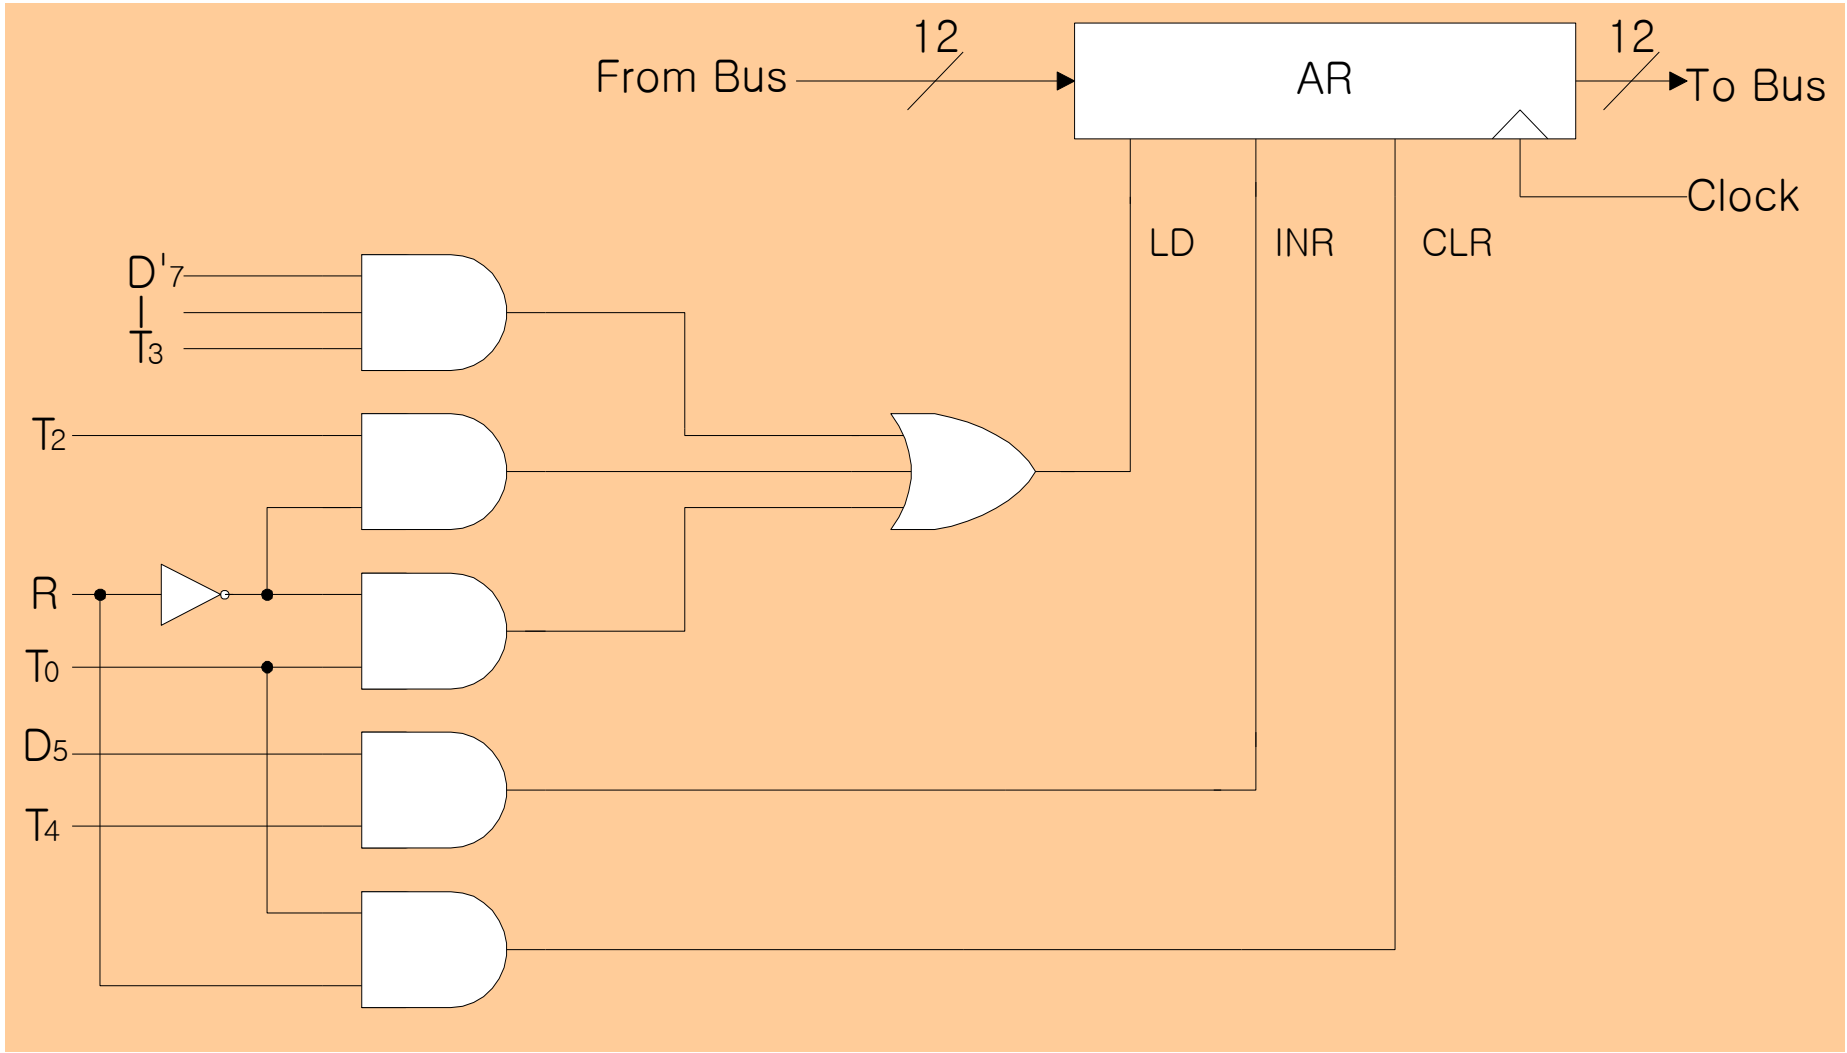 12
12
From Bus
AR
To Bus
Clock
LD
INR
CLR
D'7
I
T3
T2
R
T0
D5
T4